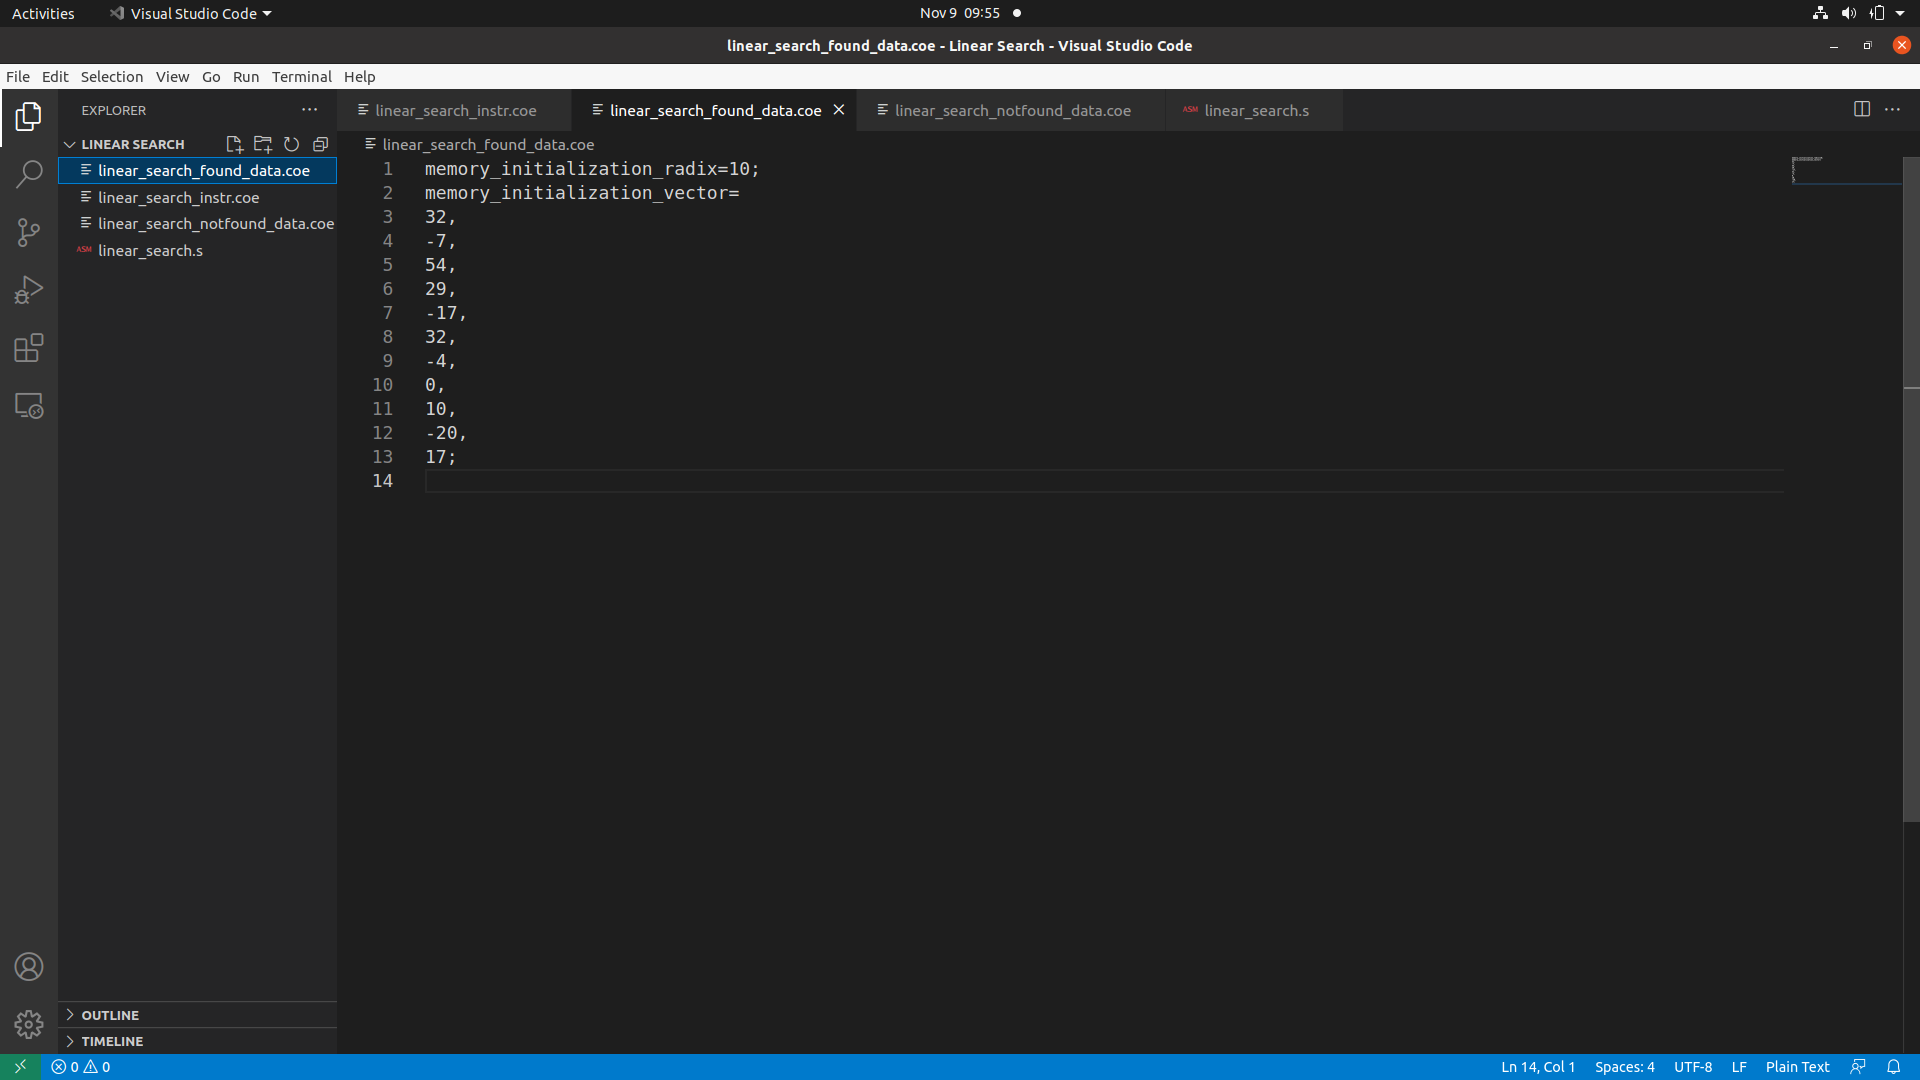 Activities
Visual Studio Code
Nov 9 09:55
linear_search_found_data.coe - Linear Search - Visual Studio Code
File Edit Selection View Go Run Terminal Help
EXPLORER
LINEAR SEARCH
linear_search_found_data.coe
linear_search_instr.coe
linear_search_notfound_data.coe
ASM linear_search.s
OUTLINE
TIMELINE
linear_search_instr.coe
linear_search_found_data.coe
linear_search_notfound_data.coe
ASM linear_search.s
linear_search_found_data.coe
1 memory_initialization_radix=10;
2 memory_initialization_vector=
3 32,
4 -7,
5 54,
6 29,
7 -17,
8 32,
9 -4,
10 0,
11 10,
12 -20,
13 17;
14
0 0
Ln 14, Col 1
Spaces: 4
UTF-8
LF
Plain Text